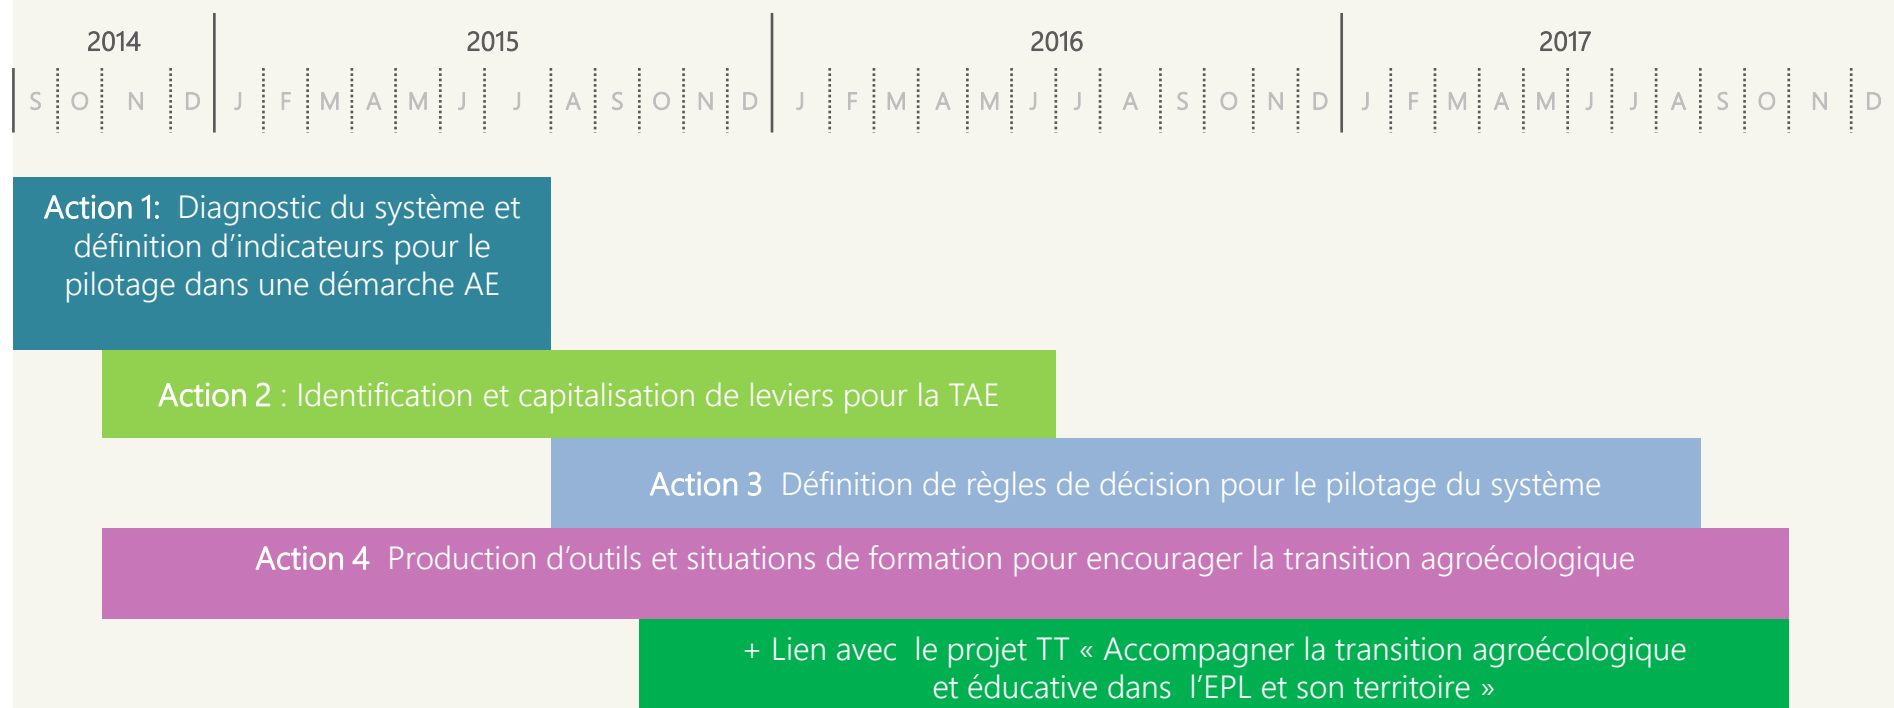 2014 2015 2016 2017
S O N D J F M A M J J A S O N D J F M A M J J A S O N D J F M A M J J A S O N D
Action 1: Diagnostic du système et
définition d’indicateurs pour le
pilotage dans une démarche AE
Action 2 : Identification et capitalisation de leviers pour la TAE
Action 3 Définition de règles de décision pour le pilotage du système
Action 4 Production d’outils et situations de formation pour encourager la transition agroécologique
+ Lien avec le projet TT « Accompagner la transition agroécologique
et éducative dans l’EPL et son territoire »